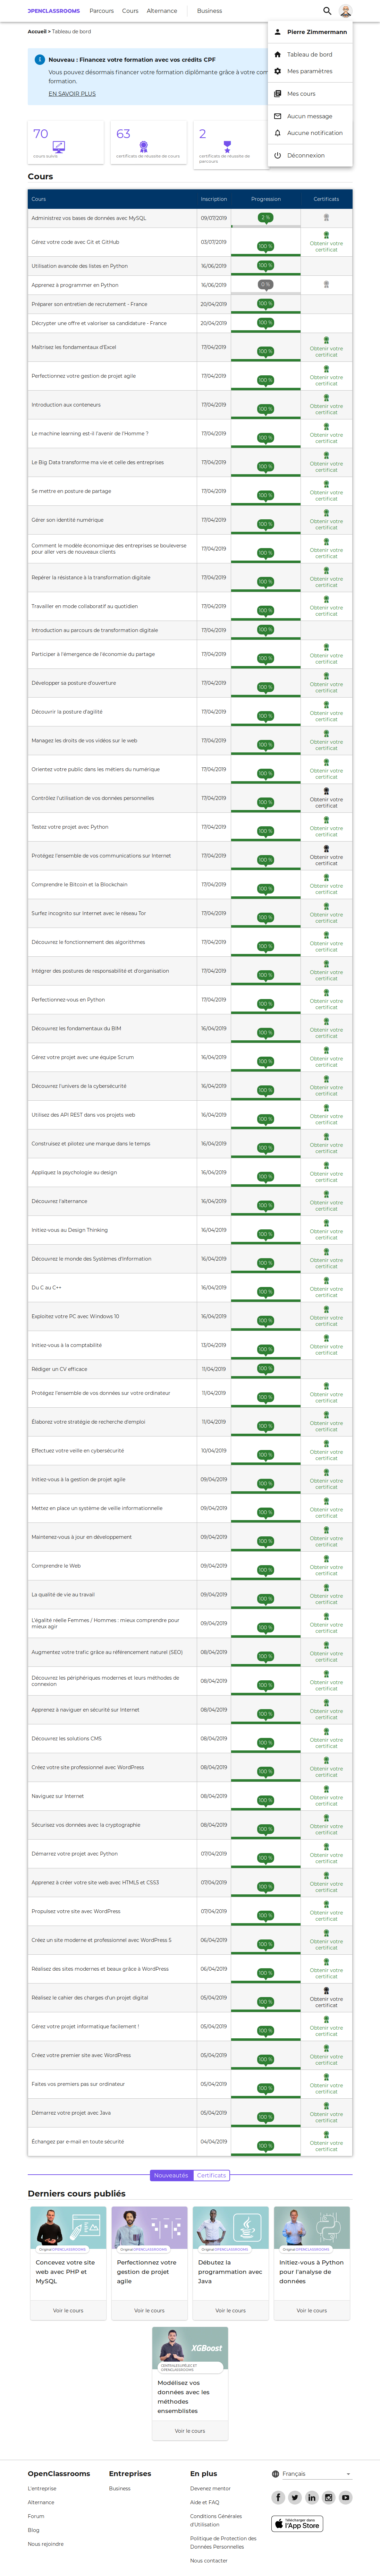 OPENCLASSROOMS Parcours Cours Alternance Business
Accueil > Tableau de bord
Pierre Zimmermann
Tableau de bord
Mes paramètres
Mes cours
Aucun message
Aucune notification
Déconnexion
Nouveau : Financez votre formation avec vos crédits CPF
Vous pouvez désormais financer votre formation diplômante grâce à votre com
formation.
EN SAVOIR PLUS
70
cours suivis
63
certificats de réussite de cours
2
certificats de réussite de
parcours
Cours
Cours Inscription Progression Certificats
Administrez vos bases de données avec MySQL 09/07/2019 2 %
Gérez votre code avec Git et GitHub 03/07/2019 100 % Obtenir votre certificat
Utilisation avancée des listes en Python 16/06/2019 100 %
Apprenez à programmer en Python 16/06/2019 0 %
Préparer son entretien de recrutement - France 20/04/2019 100 %
Décrypter une offre et valoriser sa candidature - France 20/04/2019 100 %
Maîtrisez les fondamentaux d'Excel 17/04/2019 100 % Obtenir votre certificat
Perfectionnez votre gestion de projet agile 17/04/2019 100 % Obtenir votre certificat
Introduction aux conteneurs 17/04/2019 100 % Obtenir votre certificat
Le machine learning est-il l'avenir de l'Homme ? 17/04/2019 100 % Obtenir votre certificat
Le Big Data transforme ma vie et celle des entreprises 17/04/2019 100 % Obtenir votre certificat
Se mettre en posture de partage 17/04/2019 100 % Obtenir votre certificat
Gérer son identité numérique 17/04/2019 100 % Obtenir votre certificat
Comment le modèle économique des entreprises se bouleverse
pour aller vers de nouveaux clients 17/04/2019 100 % Obtenir votre certificat
Repérer la résistance à la transformation digitale 17/04/2019 100 % Obtenir votre certificat
Travailler en mode collaboratif au quotidien 17/04/2019 100 % Obtenir votre certificat
Introduction au parcours de transformation digitale 17/04/2019 100 %
Participer à l'émergence de l'économie du partage 17/04/2019 100 % Obtenir votre certificat
Développer sa posture d'ouverture 17/04/2019 100 % Obtenir votre certificat
Découvrir la posture d'agilité 17/04/2019 100 % Obtenir votre certificat
Managez les droits de vos vidéos sur le web 17/04/2019 100 % Obtenir votre certificat
Orientez votre public dans les métiers du numérique 17/04/2019 100 % Obtenir votre certificat
Contrôlez l'utilisation de vos données personnelles 17/04/2019 100 % Obtenir votre certificat
Testez votre projet avec Python 17/04/2019 100 % Obtenir votre certificat
Protégez l'ensemble de vos communications sur Internet 17/04/2019 100 % Obtenir votre certificat
Comprendre le Bitcoin et la Blockchain 17/04/2019 100 % Obtenir votre certificat
Surfez incognito sur Internet avec le réseau Tor 17/04/2019 100 % Obtenir votre certificat
Découvrez le fonctionnement des algorithmes 17/04/2019 100 % Obtenir votre certificat
Intégrer des postures de responsabilité et d'organisation 17/04/2019 100 % Obtenir votre certificat
Perfectionnez-vous en Python 17/04/2019 100 % Obtenir votre certificat
Découvrez les fondamentaux du BIM 16/04/2019 100 % Obtenir votre certificat
Gérez votre projet avec une équipe Scrum 16/04/2019 100 % Obtenir votre certificat
Découvrez l'univers de la cybersécurité 16/04/2019 100 % Obtenir votre certificat
Utilisez des API REST dans vos projets web 16/04/2019 100 % Obtenir votre certificat
Construisez et pilotez une marque dans le temps 16/04/2019 100 % Obtenir votre certificat
Appliquez la psychologie au design 16/04/2019 100 % Obtenir votre certificat
Découvrez l'alternance 16/04/2019 100 % Obtenir votre certificat
Initiez-vous au Design Thinking 16/04/2019 100 % Obtenir votre certificat
Découvrez le monde des Systèmes d'Information 16/04/2019 100 % Obtenir votre certificat
Du C au C++ 16/04/2019 100 % Obtenir votre certificat
Exploitez votre PC avec Windows 10 16/04/2019 100 % Obtenir votre certificat
Initiez-vous à la comptabilité 13/04/2019 100 % Obtenir votre certificat
Rédiger un CV efficace 11/04/2019 100 %
Protégez l'ensemble de vos données sur votre ordinateur 11/04/2019 100 % Obtenir votre certificat
Élaborez votre stratégie de recherche d'emploi 11/04/2019 100 % Obtenir votre certificat
Effectuez votre veille en cybersécurité 10/04/2019 100 % Obtenir votre certificat
Initiez-vous à la gestion de projet agile 09/04/2019 100 % Obtenir votre certificat
Mettez en place un système de veille informationnelle 09/04/2019 100 % Obtenir votre certificat
Maintenez-vous à jour en développement 09/04/2019 100 % Obtenir votre certificat
Comprendre le Web 09/04/2019 100 % Obtenir votre certificat
La qualité de vie au travail 09/04/2019 100 % Obtenir votre certificat
L'égalité réelle Femmes / Hommes : mieux comprendre pour
mieux agir 09/04/2019 100 % Obtenir votre certificat
Augmentez votre trafic grâce au référencement naturel (SEO) 08/04/2019 100 % Obtenir votre certificat
Découvrez les périphériques modernes et leurs méthodes de
connexion 08/04/2019 100 % Obtenir votre certificat
Apprenez à naviguer en sécurité sur Internet 08/04/2019 100 % Obtenir votre certificat
Découvrez les solutions CMS 08/04/2019 100 % Obtenir votre certificat
Créez votre site professionnel avec WordPress 08/04/2019 100 % Obtenir votre certificat
Naviguez sur Internet 08/04/2019 100 % Obtenir votre certificat
Sécurisez vos données avec la cryptographie 08/04/2019 100 % Obtenir votre certificat
Démarrez votre projet avec Python 07/04/2019 100 % Obtenir votre certificat
Apprenez à créer votre site web avec HTML5 et CSS3 07/04/2019 100 % Obtenir votre certificat
Propulsez votre site avec WordPress 07/04/2019 100 % Obtenir votre certificat
Créez un site moderne et professionnel avec WordPress 5 06/04/2019 100 % Obtenir votre certificat
Réalisez des sites modernes et beaux grâce à WordPress 06/04/2019 100 % Obtenir votre certificat
Réalisez le cahier des charges d'un projet digital 05/04/2019 100 % Obtenir votre certificat
Gérez votre projet informatique facilement ! 05/04/2019 100 % Obtenir votre certificat
Créez votre premier site avec WordPress 05/04/2019 100 % Obtenir votre certificat
Faites vos premiers pas sur ordinateur 05/04/2019 100 % Obtenir votre certificat
Démarrez votre projet avec Java 05/04/2019 100 % Obtenir votre certificat
Échangez par e-mail en toute sécurité 04/04/2019 100 % Obtenir votre certificat
Nouveautés Certificats
Derniers cours publiés
Original OPENCLASSROOMS
Concevez votre site
web avec PHP et
MySQL
Voir le cours
Original OPENCLASSROOMS
Perfectionnez votre
gestion de projet
agile
Voir le cours
Original OPENCLASSROOMS
Débutez la
programmation avec
Java
Voir le cours
Original OPENCLASSROOMS
Initiez-vous à Python
pour l'analyse de
données
Voir le cours
XGBoost
CENTRALESUPÉLEC ET
OPENCLASSROOMS
Modélisez vos
données avec les
méthodes
ensemblistes
Voir le cours
OpenClassrooms
L'entreprise
Alternance
Forum
Blog
Nous rejoindre
Entreprises
Business
En plus
Devenez mentor
Aide et FAQ
Conditions Générales
d'Utilisation
Politique de Protection des
Données Personnelles
Nous contacter
Français
Télécharger dans
l'App Store